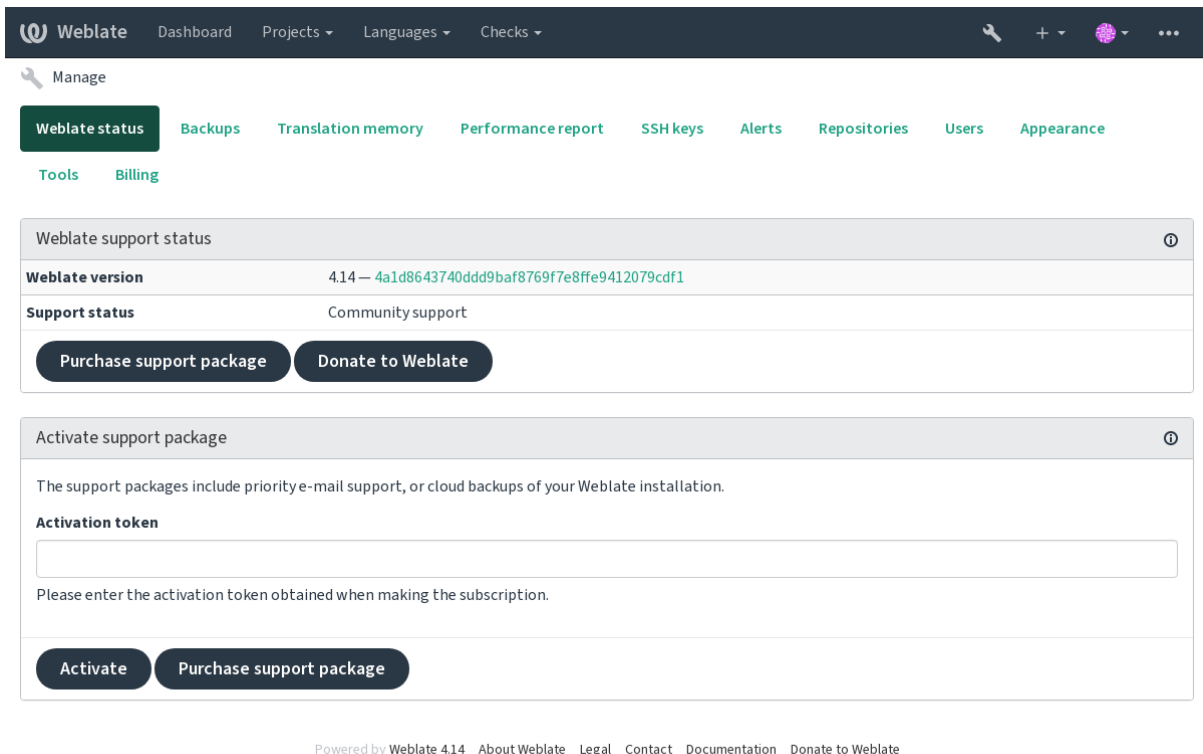 Weblate Dashboard Projects Languages Checks
Manage
Weblate status Backups Translation memory Performance report SSH keys Alerts Repositories Users Appearance
Tools Billing
Weblate support status
Weblate version 4.14 — 4a1d8643740ddd9baf8769f7e8ffe9412079cdf1
Support status Community support
Purchase support package Donate to Weblate
Activate support package
The support packages include priority e-mail support, or cloud backups of your Weblate installation.
Activation token
Please enter the activation token obtained when making the subscription.
Activate Purchase support package
Powered by Weblate 4.14 About Weblate Legal Contact Documentation Donate to Weblate